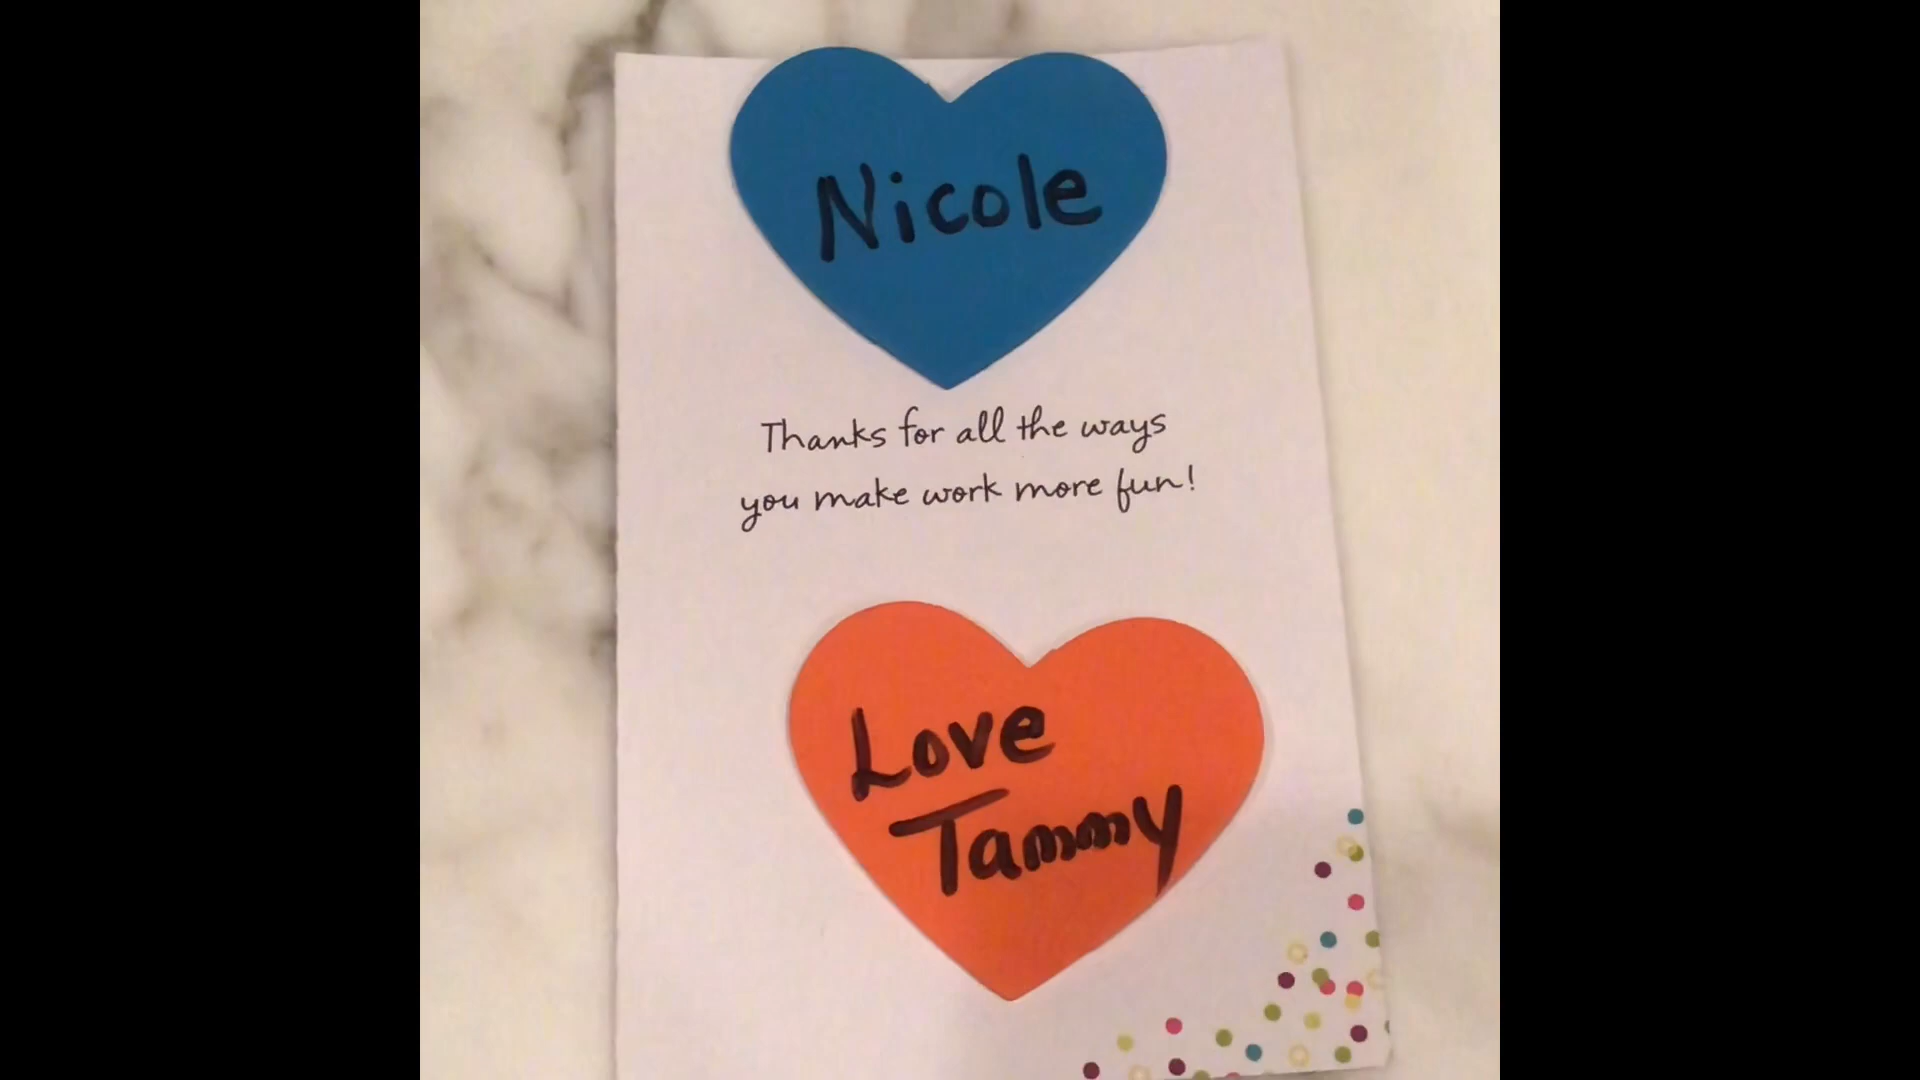 Nicole
Thanks for all the ways
you make work more fun!
Love
Tammy